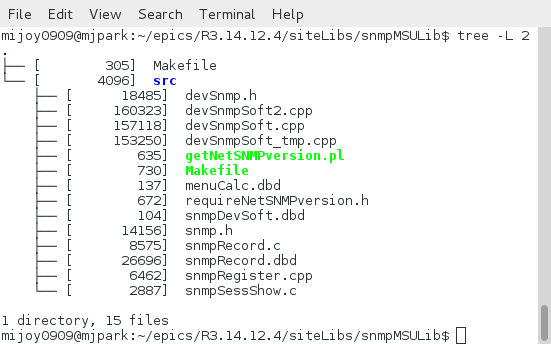 File Edit View Search Terminal Help
mijoy0909@mjpark:~/epics/R3.14.12.4/siteLibs/snmpMSULib$ tree -L 2
.
├── [        305]  Makefile
└── [       4096]  src
    ├── [      18485]  devSnmp.h
    ├── [     160323]  devSnmpSoft2.cpp
    ├── [     157118]  devSnmpSoft.cpp
    ├── [     153250]  devSnmpSoft_tmp.cpp
    ├── [        635]  getNetSNMPversion.pl
    ├── [        730]  Makefile
    ├── [        137]  menuCalc.dbd
    ├── [        672]  requireNetSNMPversion.h
    ├── [        104]  snmpDevSoft.dbd
    ├── [      14156]  snmp.h
    ├── [       8575]  snmpRecord.c
    ├── [      26696]  snmpRecord.dbd
    ├── [       6462]  snmpRegister.cpp
    └── [       2887]  snmpSessShow.c
1 directory, 15 files
mijoy0909@mjpark:~/epics/R3.14.12.4/siteLibs/snmpMSULib$